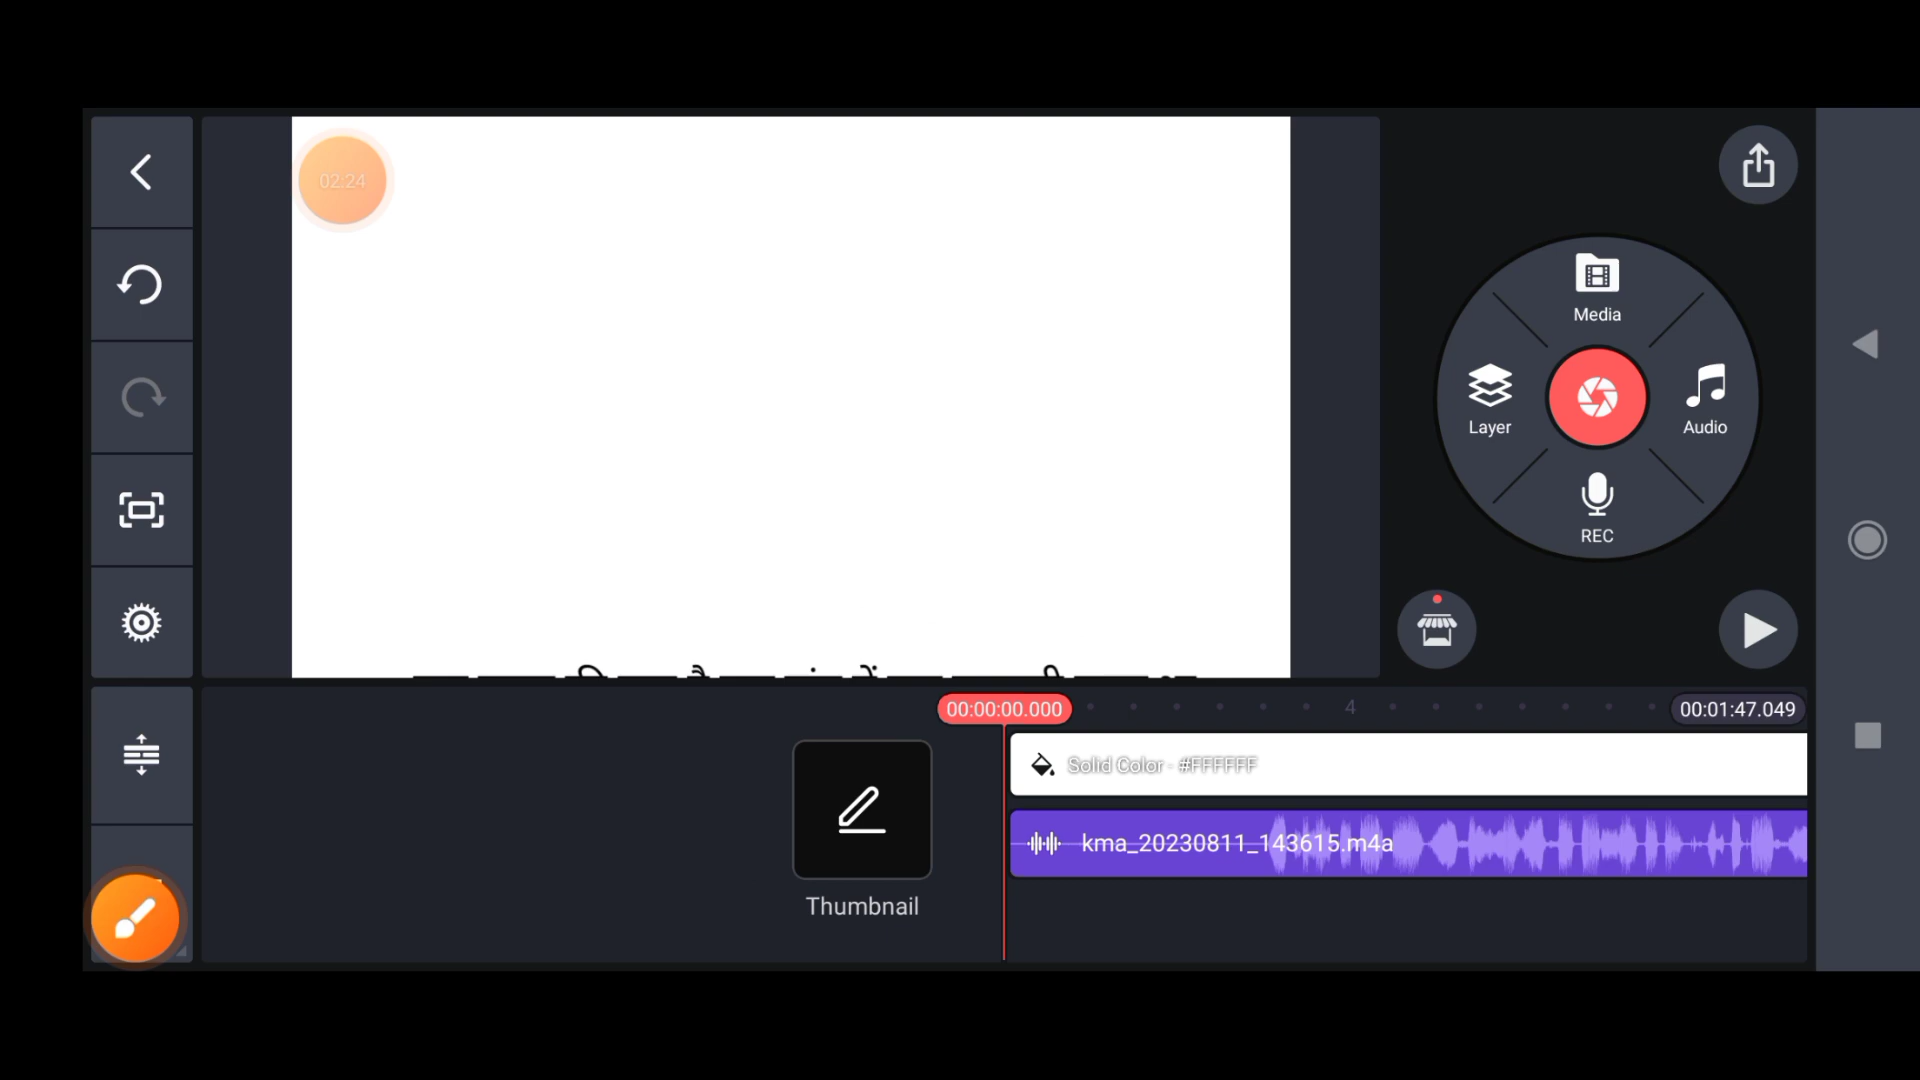 02:24
Media
Layer
Audio
REC
00:00:00.000
4
00:01:47.049
Solid Color - #FFFFFF
kma_20230811_143615.m4a
Thumbnail